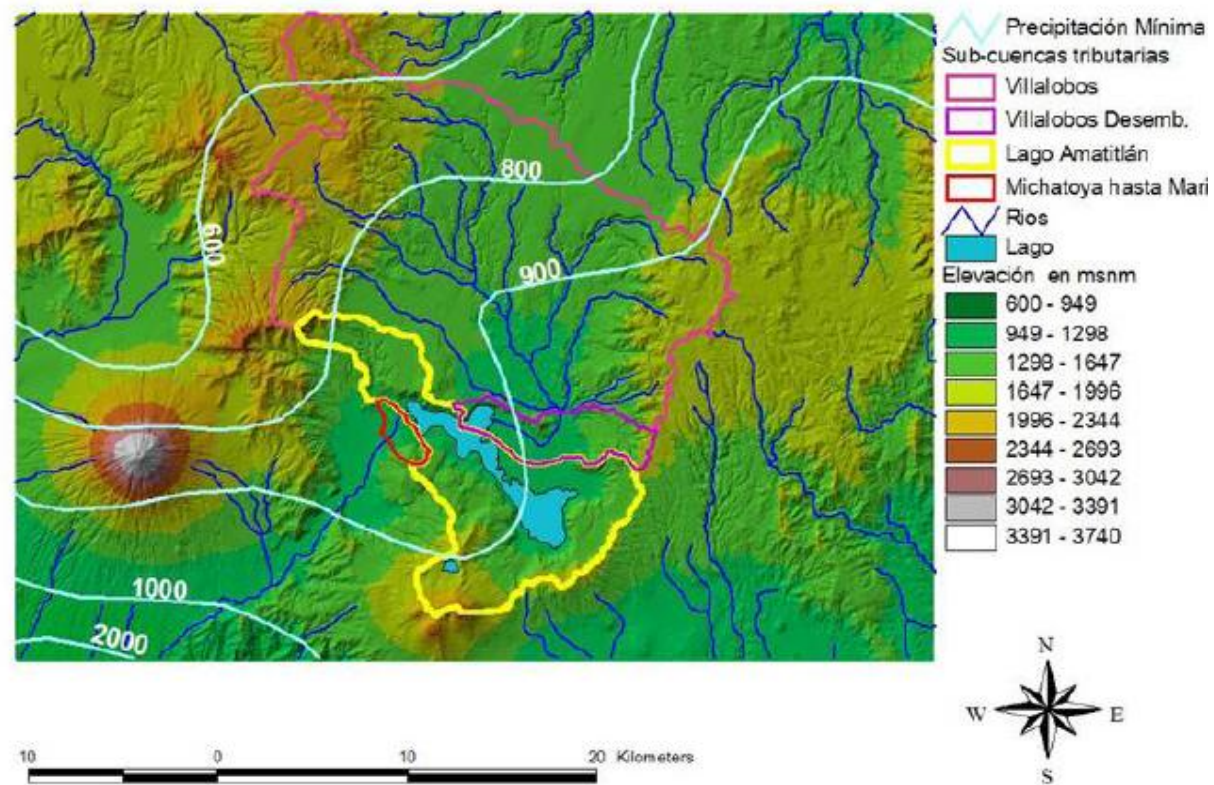 Precipitación Mínima
Sub-cuencas tributarias
Villalobos
Villalobos Desemb.
Lago Amatitlán
Michatoya hasta Mari
Rios
Lago
Elevación en msnm
600 - 949
949 - 1298
1298 - 1647
1647 - 1996
1996 - 2344
2344 - 2693
2693 - 3042
3042 - 3391
3391 - 3740
800
600
900
1000
2000
N
W E
S
10 0 10 20 Kilometers